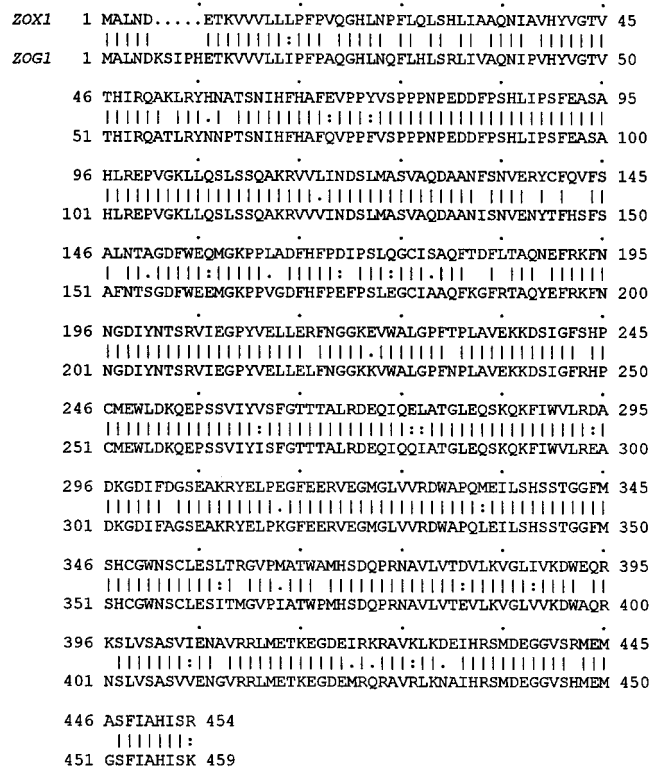 ZOX1 1 MALND.....ETKVVVLLLPFPVQGHLNPFLQLSHLIAAQNIAVHYVGTV 45
ZOG1 1 MALNDKSIPHETKVVVLLIPFPAQGHLNQFLHLSRLIVAQNIPVHYVGTV 50
46 THIRQAKLRYHNATSNIHFHAFEVPPYVSPPPNPEDDFPSHLIPSFEASA 95
51 THIRQATLRYNNPTSNIHFHAFQVPPFVSPPPNPEDDFPSHLIPSFEASA 100
96 HLREPVGKLLQSLSSQAKRVVLINDSLMASVAQDAANFSNVERYCFQVFS 145
101 HLREPVGKLLQSLSSQAKRVVVINDSLMASVAQDAANISNVENYTFHSFS 150
146 ALNTAGDFWEQMGKPPLADFHFPDIPSLQGCISAQFTDFLTAQNEFRKFN 195
151 AFNTSGDFWEEMGKPPVGDFHFPEFPSLEGCIAAQFKGFRTAQYEFRKFN 200
196 NGDIYNTSRVIEGPYVELLERFNGGKEVWALGPFTPLAVEKKDSIGFSHP 245
201 NGDIYNTSRVIEGPYVELLELFNGGKKVWALGPFNPLAVEKKDSIGFRHP 250
246 CMEWLDKQEPSSVIYVSFGTTTALRDEQIQELATGLEQSKQKFIWVLRDA 295
251 CMEWLDKQEPSSVIYISFGTTTALRDEQIQQIATGLEQSKQKFIWVLREA 300
296 DKGDIFDGSEAKRYELPEGFEERVEGMGLVVRDWAPQMEILSHSSTGGFM 345
301 DKGDIFAGSEAKRYELPKGFEERVEGMGLVVRDWAPQLEILSHSSTGGFM 350
346 SHCGWNSCLESLTRGVPMATWAMHSDQPRNAVLVTDVLKVGLIVKDWEQR 395
351 SHCGWNSCLESITMGVPIATWPMHSDQPRNAVLVTEVLKVGLVVKDWAQR 400
396 KSLVSASVIENAVRRLMETKEGDEIRKRAVKLKDEIHRSMDEGGVSRMEM 445
401 NSLVSASVVENGVRRLMETKEGDEMRQRAVRLKNAIHRSMDEGGVSHMEM 450
446 ASFIAHISR 454
451 GSFIAHISK 459